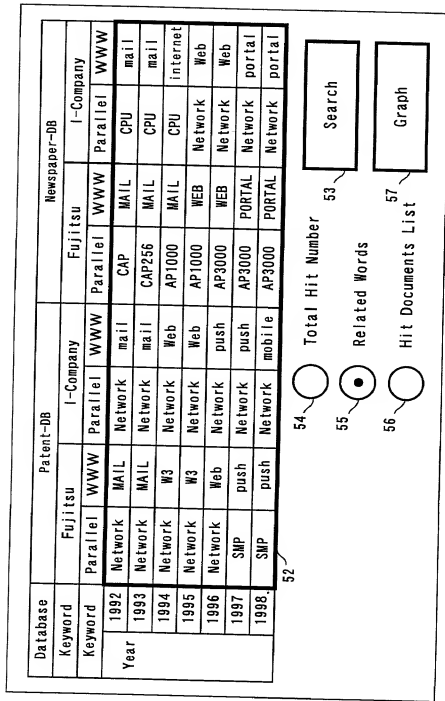 Database Patent-DB Newspaper-DB
Keyword Fujitsu I-Company Fujitsu I-Company
Keyword Parallel WWW Parallel WWW Parallel WWW Parallel WWW
Year
1992 Network MAIL Network mail CAP MAIL CPU mail
1993 Network MAIL Network mail CAP256 MAIL CPU mail
1994 Network W3 Network Web AP1000 MAIL CPU internet
1995 Network W3 Network Web AP1000 WEB Network Web
1996 Network Web Network push AP3000 WEB Network Web
1997 SMP push Network push AP3000 PORTAL Network portal
1998. SMP push Network mobile AP3000 PORTAL Network portal
52
54 Total Hit Number
55 Related Words
56 Hit Documents List
53 Search
57 Graph